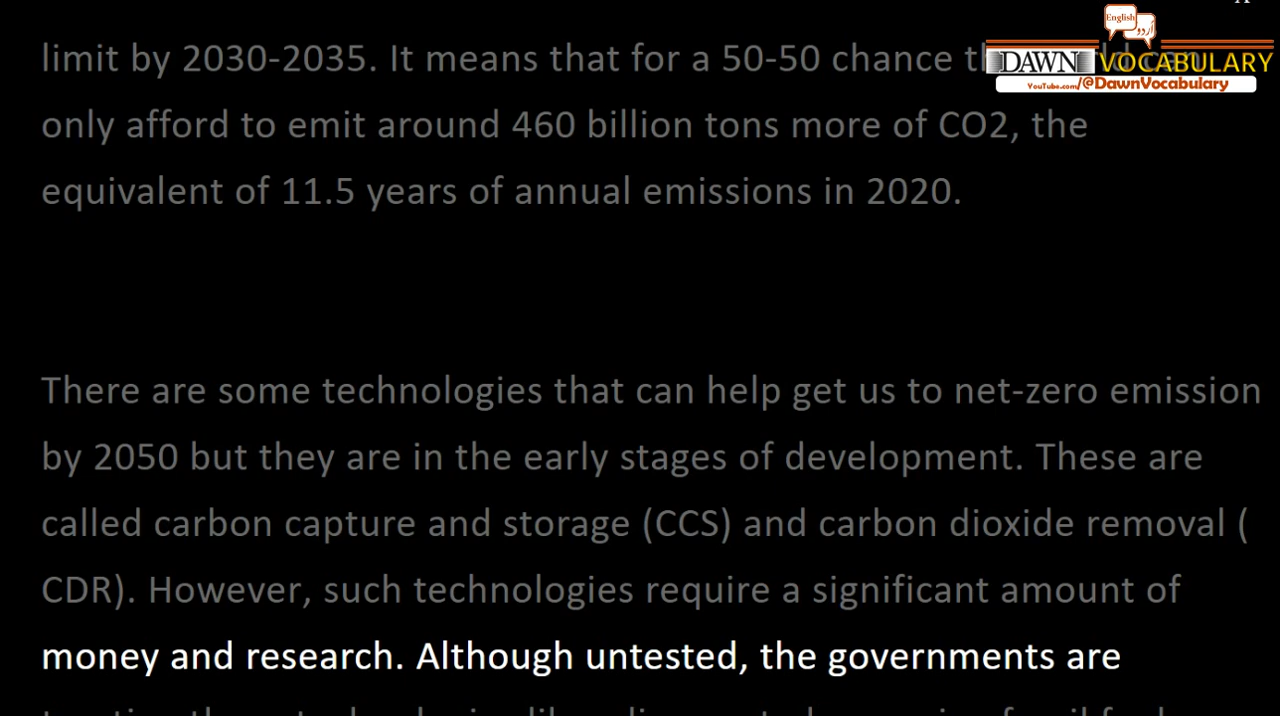 limit by 2030-2035. It means that for a 50-50 chance
only afford to emit around 460 billion tons more of CO2, the
equivalent of 11.5 years of annual emissions in 2020.
There are some technologies that can help get us to net-zero emission
by 2050 but they are in the early stages of development. These are
called carbon capture and storage (CCS) and carbon dioxide removal (
CDR). However, such technologies require a significant amount of
money and research. Although untested, the governments are
English
اردو
DAWN VOCABULARY
YouTube.com/@DawnVocabulary